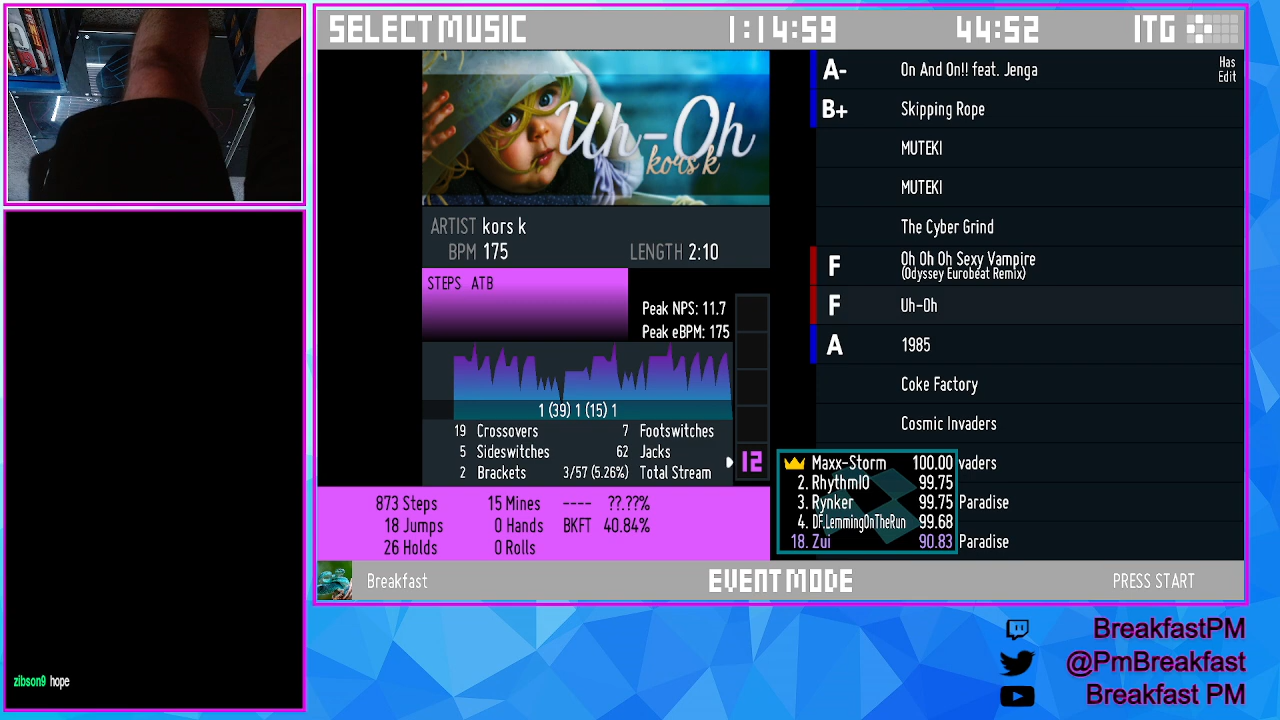 SELECT MUSIC
1:14:59
44:52
ITG
Uh-Oh
kors k
ARTIST kors k
BPM 175
LENGTH 2:10
STEPS ATB
Peak NPS: 11.7
Peak eBPM: 175
1 (39) 1 (15) 1
19 Crossovers
7 Footswitches
5 Sideswitches
62 Jacks
2 Brackets
3/57 (5.26%) Total Stream
12
873 Steps
15 Mines
---- ??.??%
18 Jumps
0 Hands
BKFT 40.84%
26 Holds
0 Rolls
A- On And On!! feat. Jenga
Has
Edit
B+ Skipping Rope
MUTEKI
MUTEKI
The Cyber Grind
F Oh Oh Oh Sexy Vampire
(Odyssey Eurobeat Remix)
F Uh-Oh
A 1985
Coke Factory
Cosmic Invaders
vaders
Paradise
Paradise
Maxx-Storm 100.00
2. RhythmIO 99.75
3. Rynker 99.75
4. DF.LemmingOnTheRun 99.68
18. Zui 90.83
Breakfast
EVENT MODE
PRESS START
zibson9 hope
BreakfastPM
@PmBreakfast
Breakfast PM